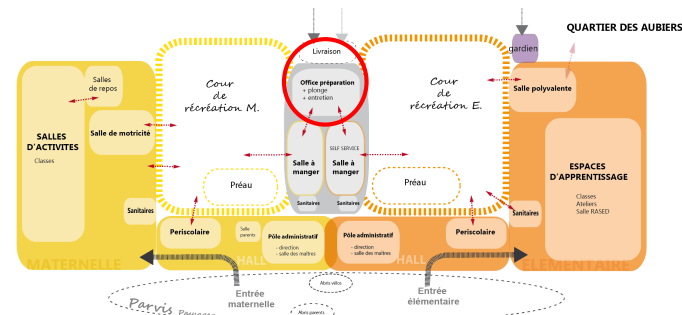 QUARTIER DES AUBIERS
Livraison
gardien
Salles
de repos
Cour
de
récréation M.
Office préparation
+ plonge
+ entretien
Cour
de
récréation E.
Salle polyvalente
SALLES
D'ACTIVITES
Classes
Salle de motricité
SELF SERVICE
Salle à
manger
Salle à
manger
ESPACES
D'APPRENTISSAGE
Classes
Ateliers
Salle RASED
Préau
Préau
Sanitaires
Sanitaires
Sanitaires
Sanitaires
Periscolaire
Salle
parents
Pôle administratif
- direction
- salle des maîtres
Pôle administratif
- direction
- salle des maîtres
Periscolaire
MATERNELLE
HALL
HALL
ELEMENTAIRE
Entrée
maternelle
Abris vélos
Entrée
élémentaire
Parvis
Abris parents